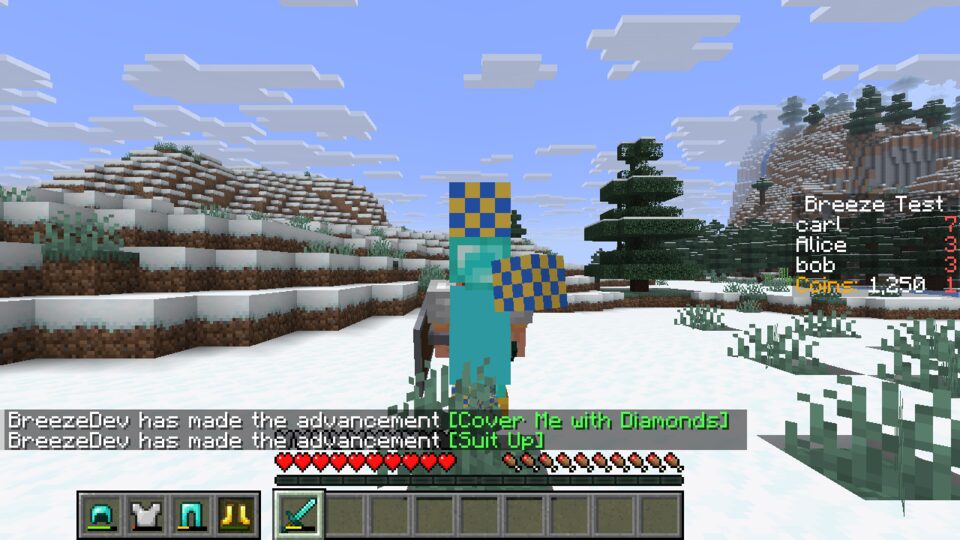 Breeze Test
carl 7
Alice 3
bob 3
Coins: 1,250 1
BreezeDev has made the advancement [Cover Me with Diamonds]
BreezeDev has made the advancement [Suit Up]